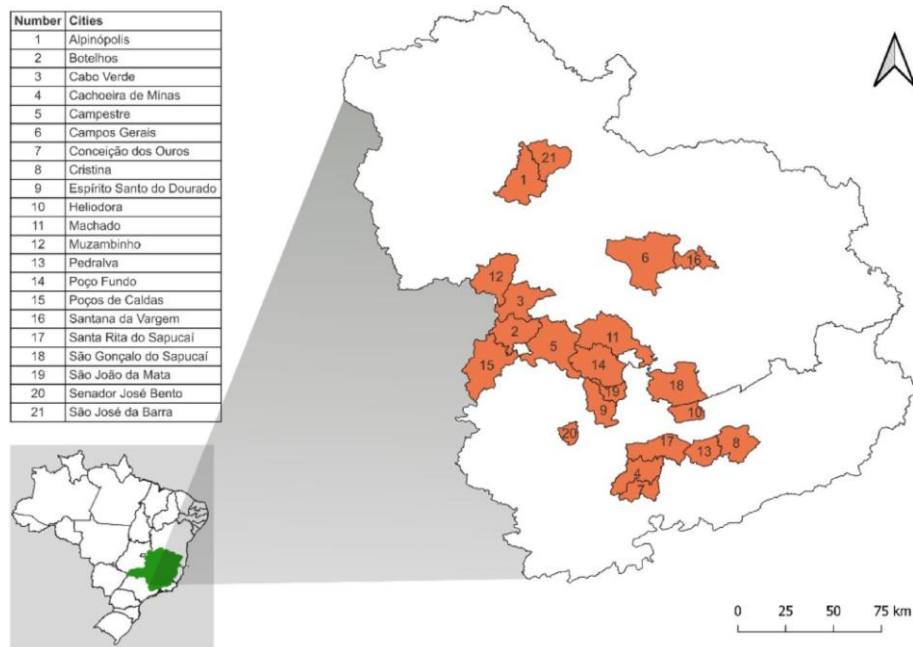 Number Cities
1 Alpinópolis
2 Botelhos
3 Cabo Verde
4 Cachoeira de Minas
5 Campestre
6 Campos Gerais
7 Conceição dos Ouros
8 Cristina
9 Espírito Santo do Dourado
10 Heliodora
11 Machado
12 Muzambinho
13 Pedralva
14 Poço Fundo
15 Poços de Caldas
16 Santana da Vargem
17 Santa Rita do Sapucaí
18 São Gonçalo do Sapucaí
19 São João da Mata
20 Senador José Bento
21 São José da Barra
21
1
6
16
12
3
2
5
11
15
14
18
19
9
10
20
17
13
8
4
7
0 25 50 75 km